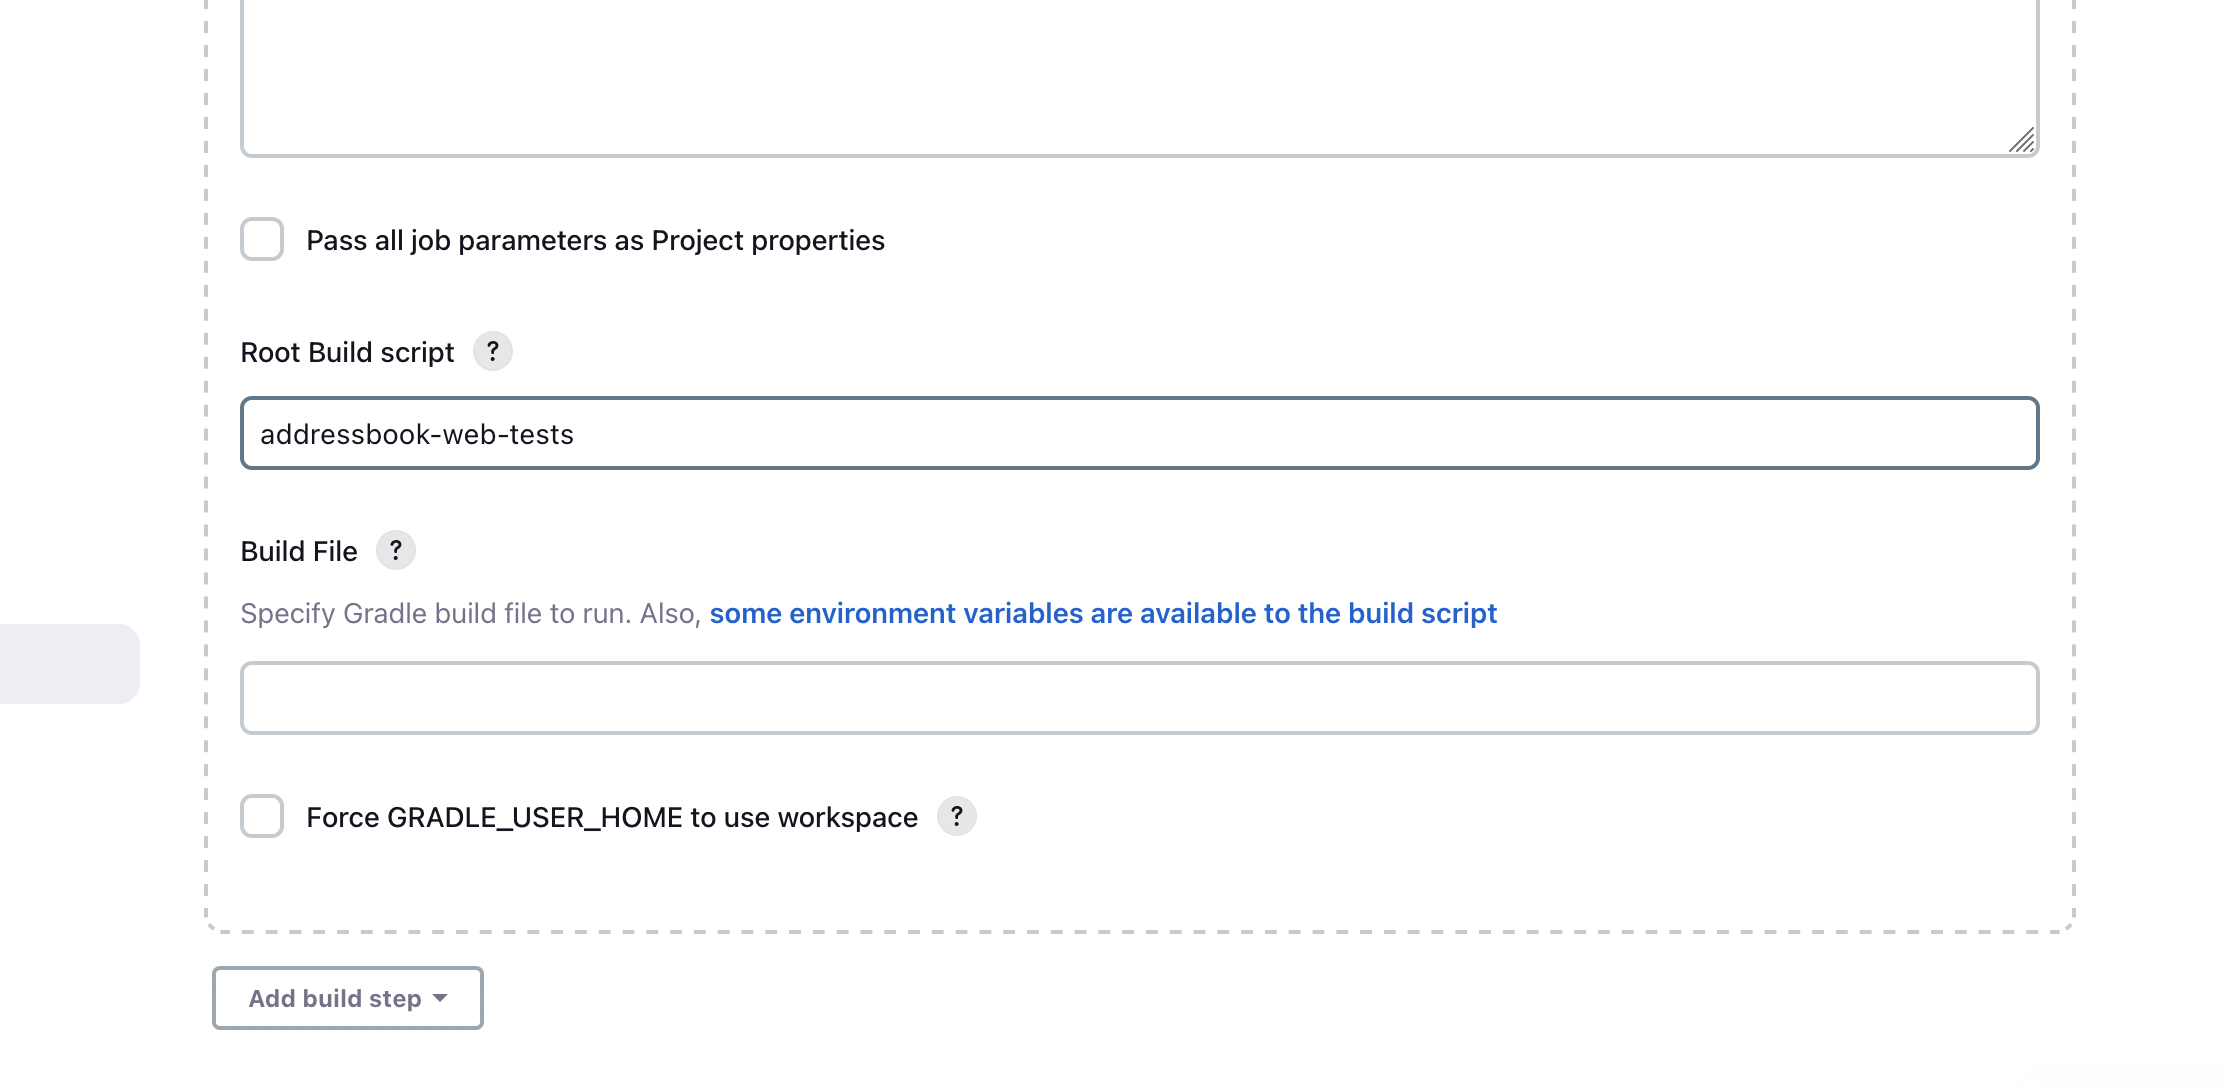 Pass all job parameters as Project properties
Root Build script ?
addressbook-web-tests
Build File ?
Specify Gradle build file to run. Also, some environment variables are available to the build script
Force GRADLE_USER_HOME to use workspace ?
Add build step